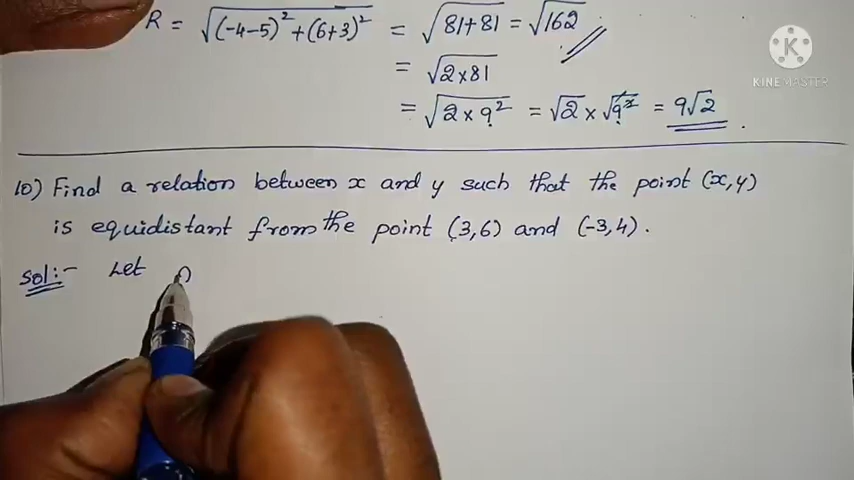 R = √(-4-5)² + (6+3)² = √81+81 = √162
= √2×81
= √2×9² = √2 × √9² = 9√2 .
KINEMASTER
10) Find a relation between x and y such that the point (x,y)
is equidistant from the point (3,6) and (-3,4).
Sol:- Let